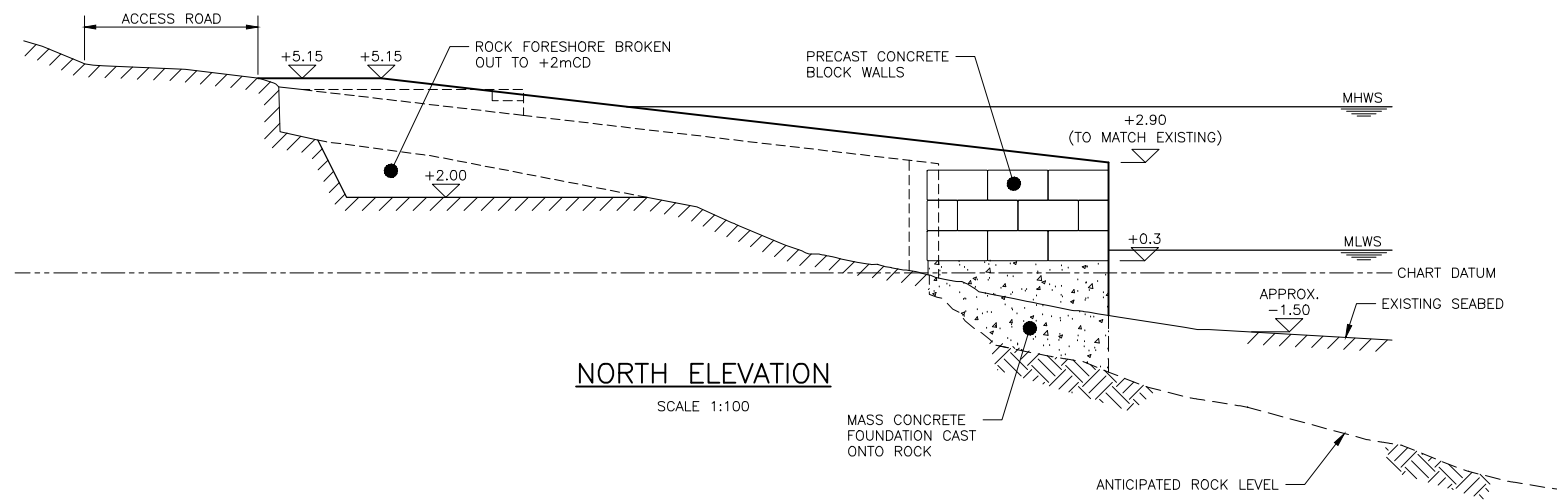 ACCESS ROAD
+5.15
+5.15
ROCK FORESHORE BROKEN
OUT TO +2mCD
PRECAST CONCRETE
BLOCK WALLS
MHWS
+2.90
(TO MATCH EXISTING)
+2.00
+0.3
MLWS
CHART DATUM
APPROX.
-1.50
EXISTING SEABED
NORTH ELEVATION
SCALE 1:100
MASS CONCRETE
FOUNDATION CAST
ONTO ROCK
ANTICIPATED ROCK LEVEL